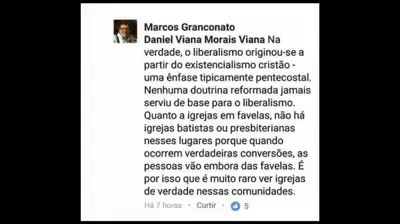 Marcos Granconato
Daniel Viana Morais Viana Na
verdade, o liberalismo originou-se a
partir do existencialismo cristão -
uma ênfase tipicamente pentecostal.
Nenhuma doutrina reformada jamais
serviu de base para o liberalismo.
Quanto a igrejas em favelas, não há
igrejas batistas ou presbiterianas
nesses lugares porque quando
ocorrem verdadeiras conversões, as
pessoas vão embora das favelas. É
por isso que é muito raro ver igrejas
de verdade nessas comunidades.
Há 7 horas · Curtir · 5